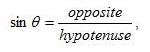 sin θ = opposite / hypotenuse ,